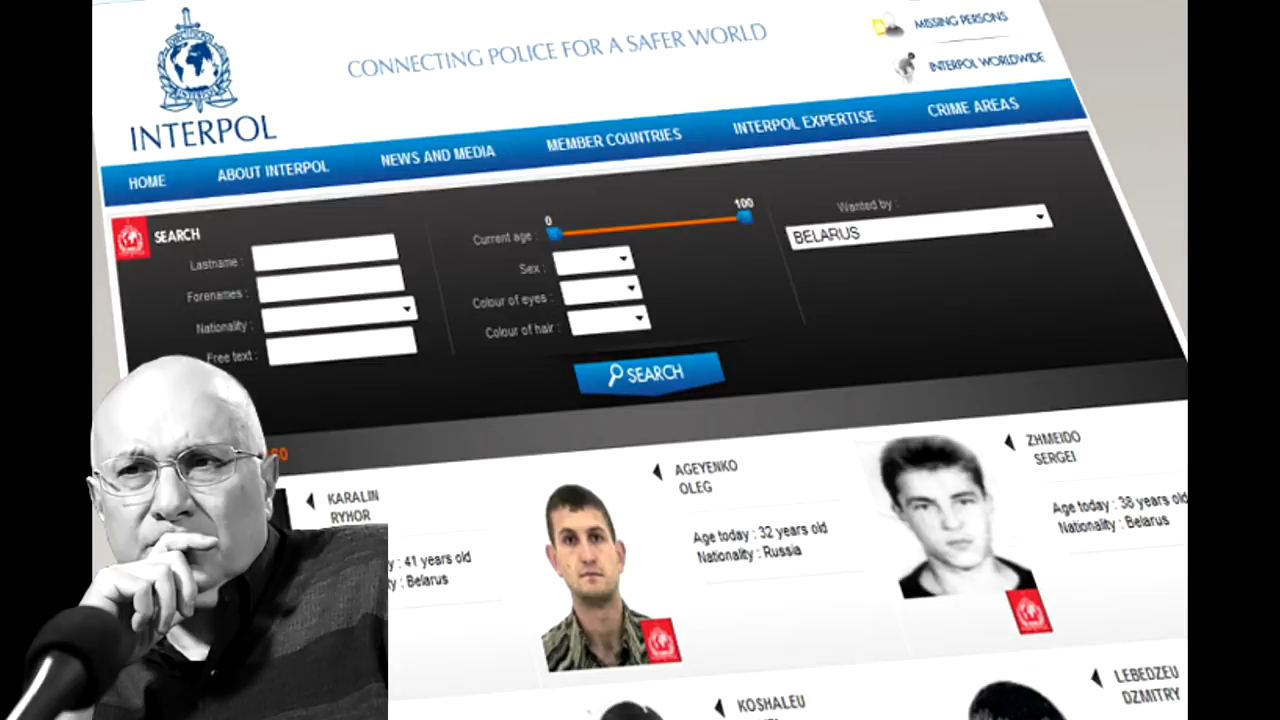 INTERPOL
CONNECTING POLICE FOR A SAFER WORLD
MISSING PERSONS
INTERPOL WORLDWIDE
HOME
ABOUT INTERPOL
NEWS AND MEDIA
MEMBER COUNTRIES
INTERPOL EXPERTISE
CRIME AREAS
SEARCH
Lastname :
Forenames :
Nationality :
Free text :
0
100
Current age :
Sex :
Colour of eyes :
Colour of hair :
Wanted by :
BELARUS
SEARCH
60
KARALIN
RYHOR
y : 41 years old
ty : Belarus
AGEYENKO
OLEG
Age today : 32 years old
Nationality : Russia
ZHMEIDO
SERGEI
Age today : 38 years old
Nationality : Belarus
KOSHALEU
LEBEDZEU
DZMITRY